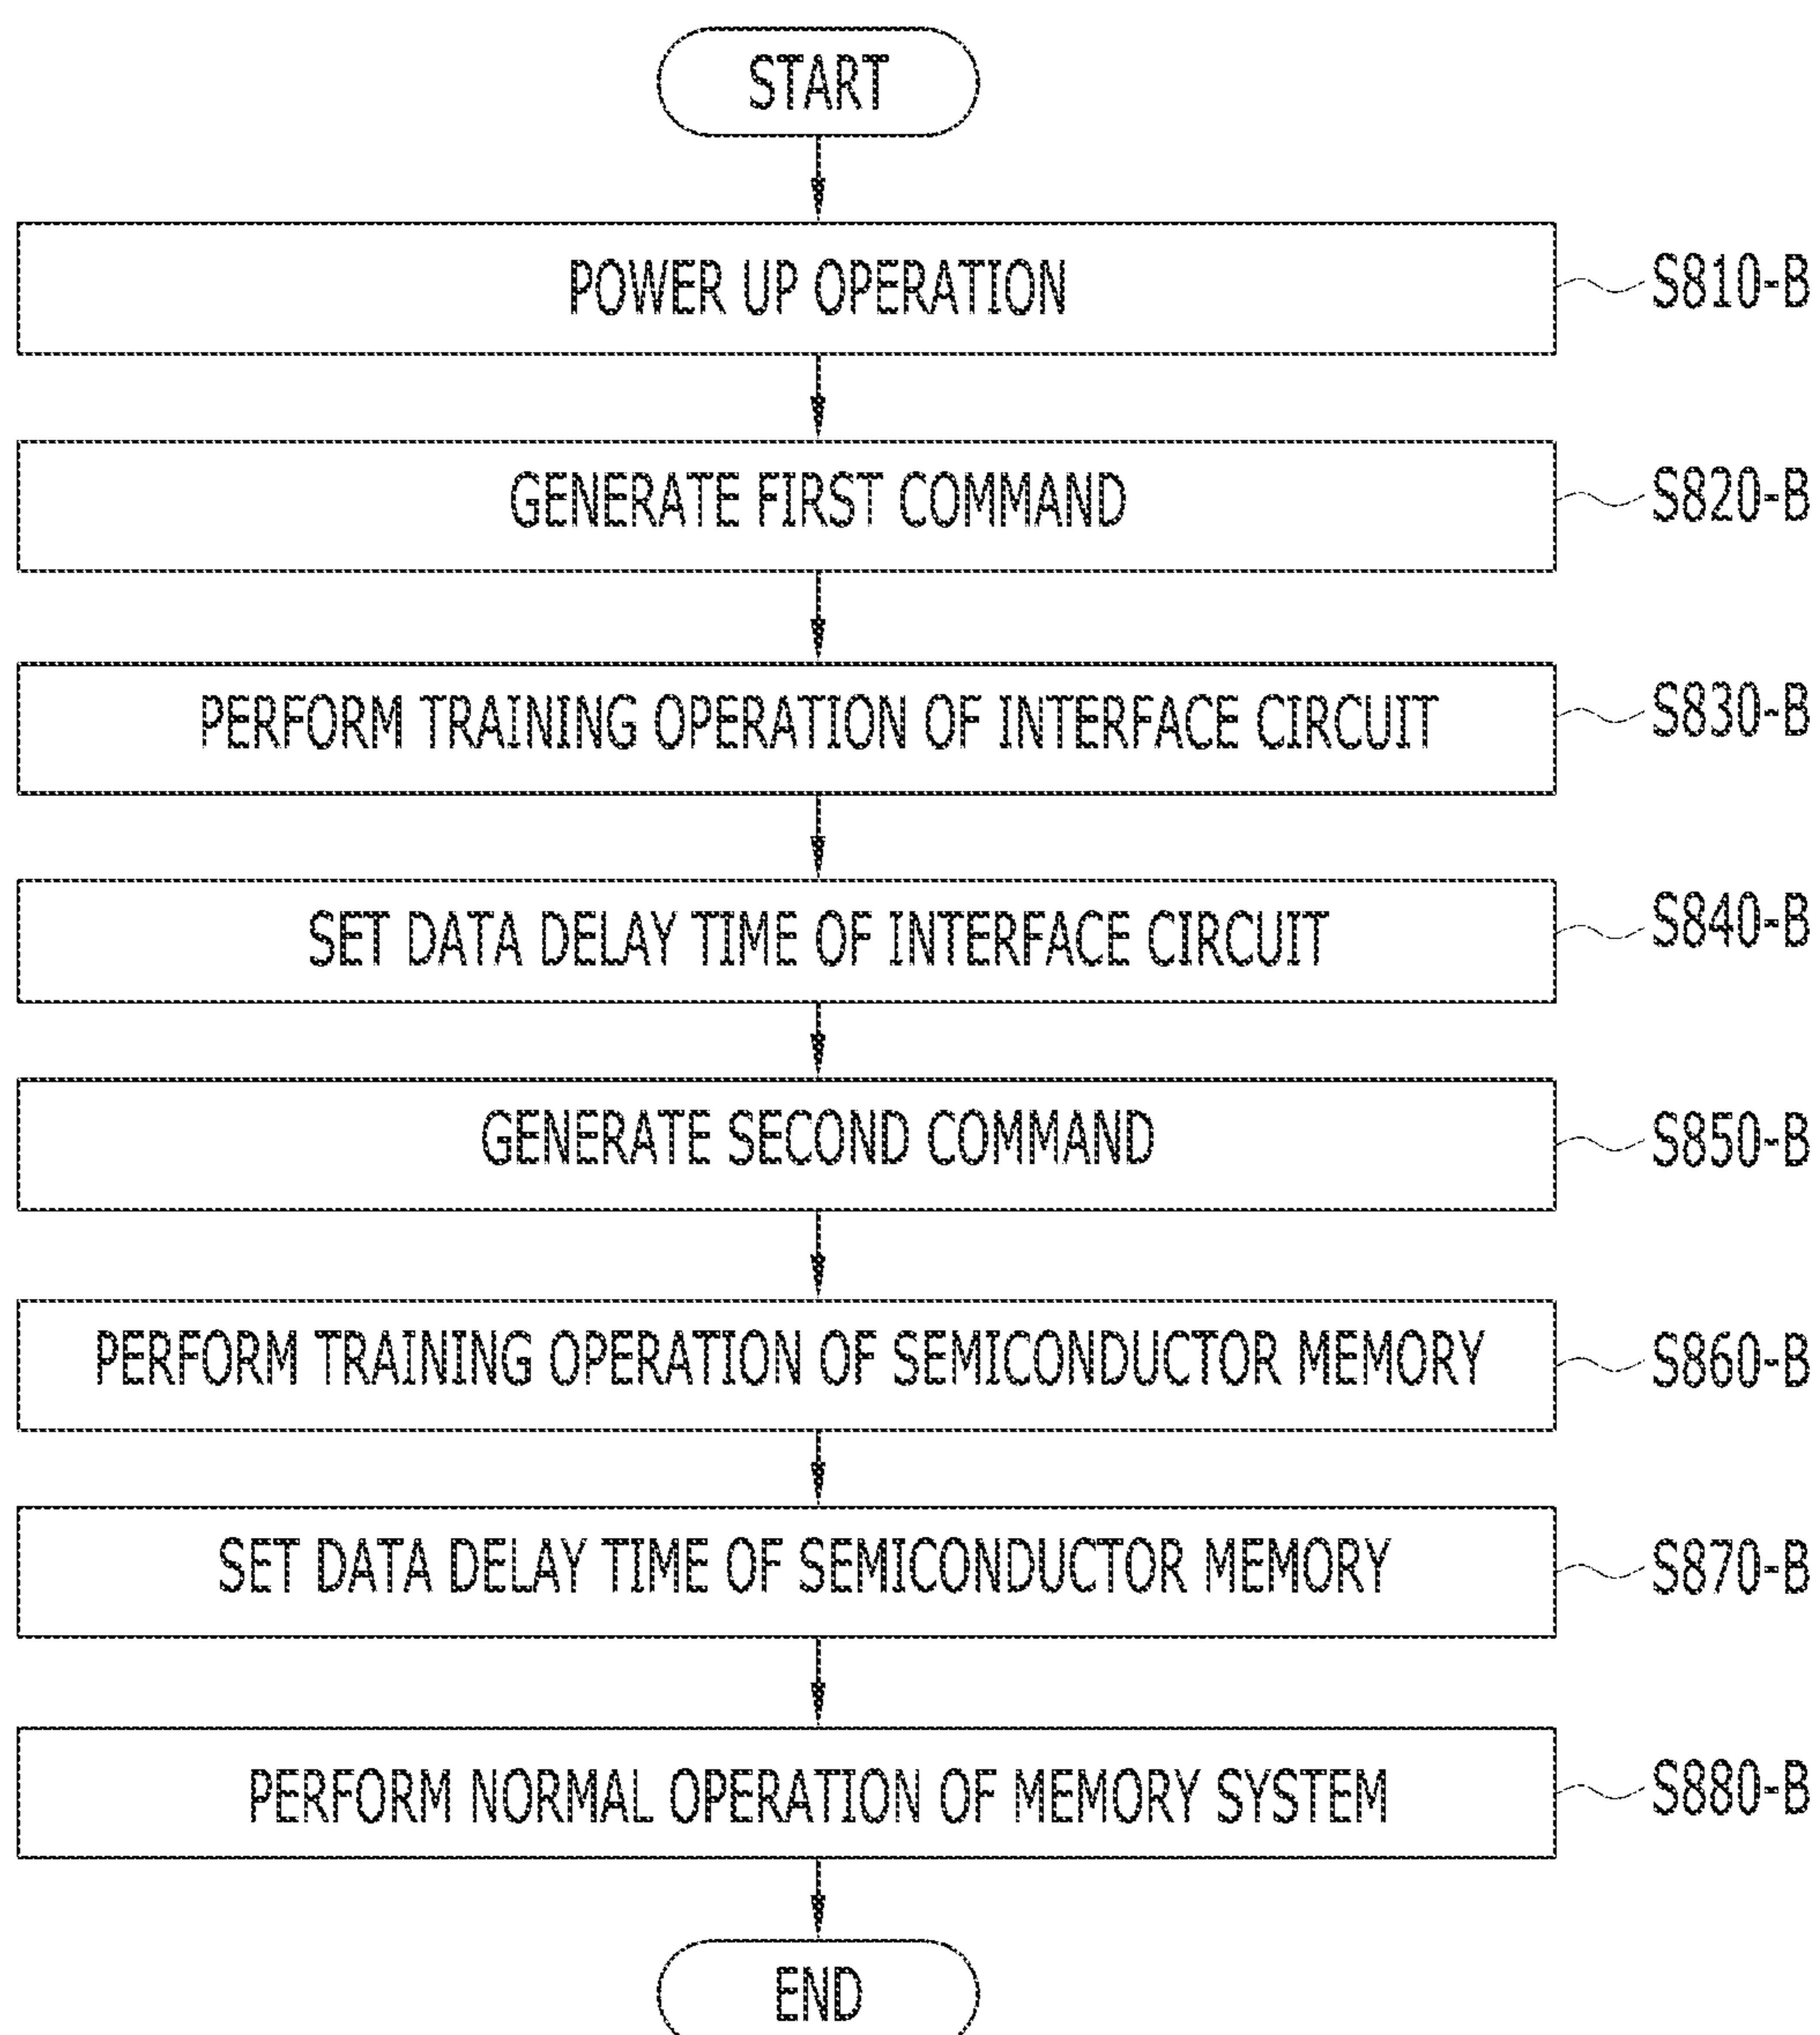 START
POWER UP OPERATION
S810-B
GENERATE FIRST COMMAND
S820-B
PERFORM TRAINING OPERATION OF INTERFACE CIRCUIT
S830-B
SET DATA DELAY TIME OF INTERFACE CIRCUIT
S840-B
GENERATE SECOND COMMAND
S850-B
PERFORM TRAINING OPERATION OF SEMICONDUCTOR MEMORY
S860-B
SET DATA DELAY TIME OF SEMICONDUCTOR MEMORY
S870-B
PERFORM NORMAL OPERATION OF MEMORY SYSTEM
S880-B
END